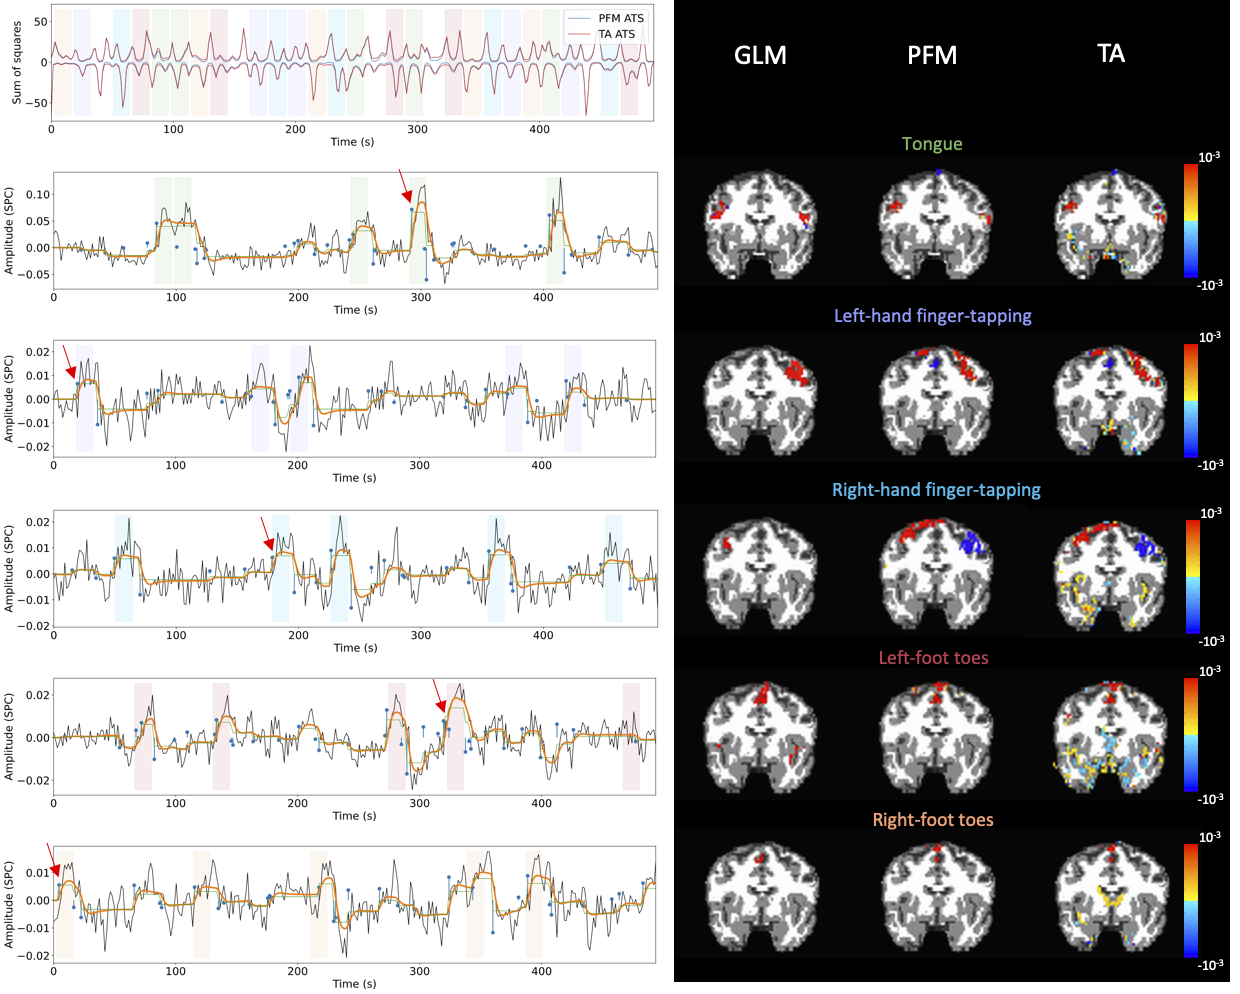 50
0
−50
Sum of squares
PFM ATS
TA ATS
0 100 200 300 400
Time (s)
0.10
0.05
0.00
−0.05
Amplitude (SPC)
0 100 200 300 400
Time (s)
0.02
0.01
0.00
−0.01
−0.02
Amplitude (SPC)
0 100 200 300 400
Time (s)
0.02
0.01
0.00
−0.01
−0.02
Amplitude (SPC)
0 100 200 300 400
Time (s)
0.02
0.00
−0.02
Amplitude (SPC)
0 100 200 300 400
Time (s)
0.01
0.00
−0.01
−0.02
Amplitude (SPC)
0 100 200 300 400
Time (s)
GLM PFM TA
Tongue
10-3
-10-3
Left-hand finger-tapping
10-3
-10-3
Right-hand finger-tapping
10-3
-10-3
Left-foot toes
10-3
-10-3
Right-foot toes
10-3
-10-3